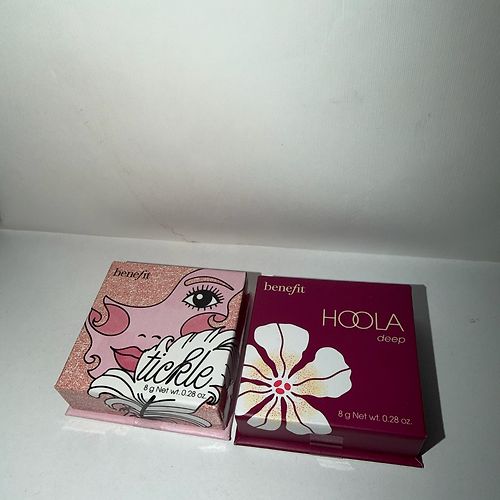 benefit
tickle
8 g Net wt. 0.28 oz.
benefit
HOOLA
deep
8 g Net wt. 0.28 oz.